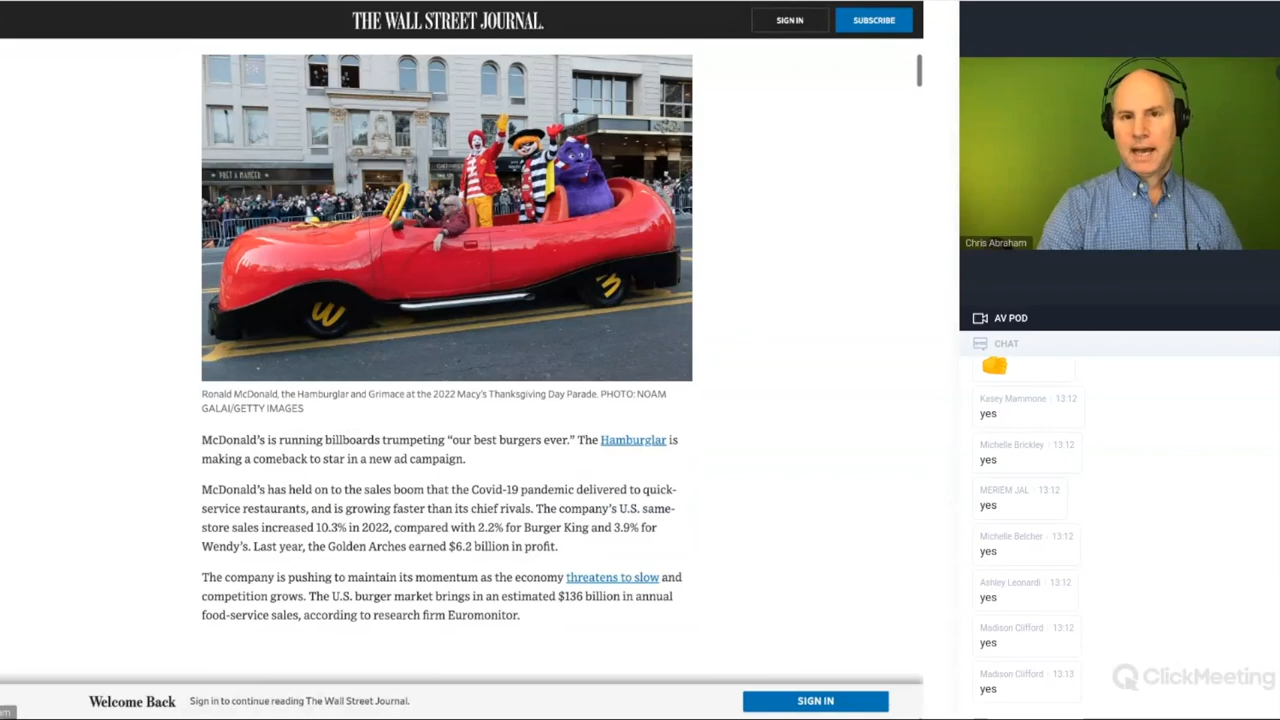 THE WALL STREET JOURNAL.
SIGN IN
SUBSCRIBE
PRET A MANGER
Ronald McDonald, the Hamburglar and Grimace at the 2022 Macy's Thanksgiving Day Parade. PHOTO: NOAM
GALAI/GETTY IMAGES
McDonald's is running billboards trumpeting “our best burgers ever.” The Hamburglar is
making a comeback to star in a new ad campaign.
McDonald's has held on to the sales boom that the Covid-19 pandemic delivered to quick-
service restaurants, and is growing faster than its chief rivals. The company's U.S. same-
store sales increased 10.3% in 2022, compared with 2.2% for Burger King and 3.9% for
Wendy's. Last year, the Golden Arches earned $6.2 billion in profit.
The company is pushing to maintain its momentum as the economy threatens to slow and
competition grows. The U.S. burger market brings in an estimated $136 billion in annual
food-service sales, according to research firm Euromonitor.
Welcome Back
Sign in to continue reading The Wall Street Journal.
SIGN IN
Chris Abraham
AV POD
CHAT
Kasey Mammone · 13:12
yes
Michelle Brickley · 13:12
yes
MERIEM JAL · 13:12
yes
Michelle Belcher · 13:12
yes
Ashley Leonardi · 13:12
yes
Madison Clifford · 13:12
yes
Madison Clifford · 13:13
yes
ClickMeeting